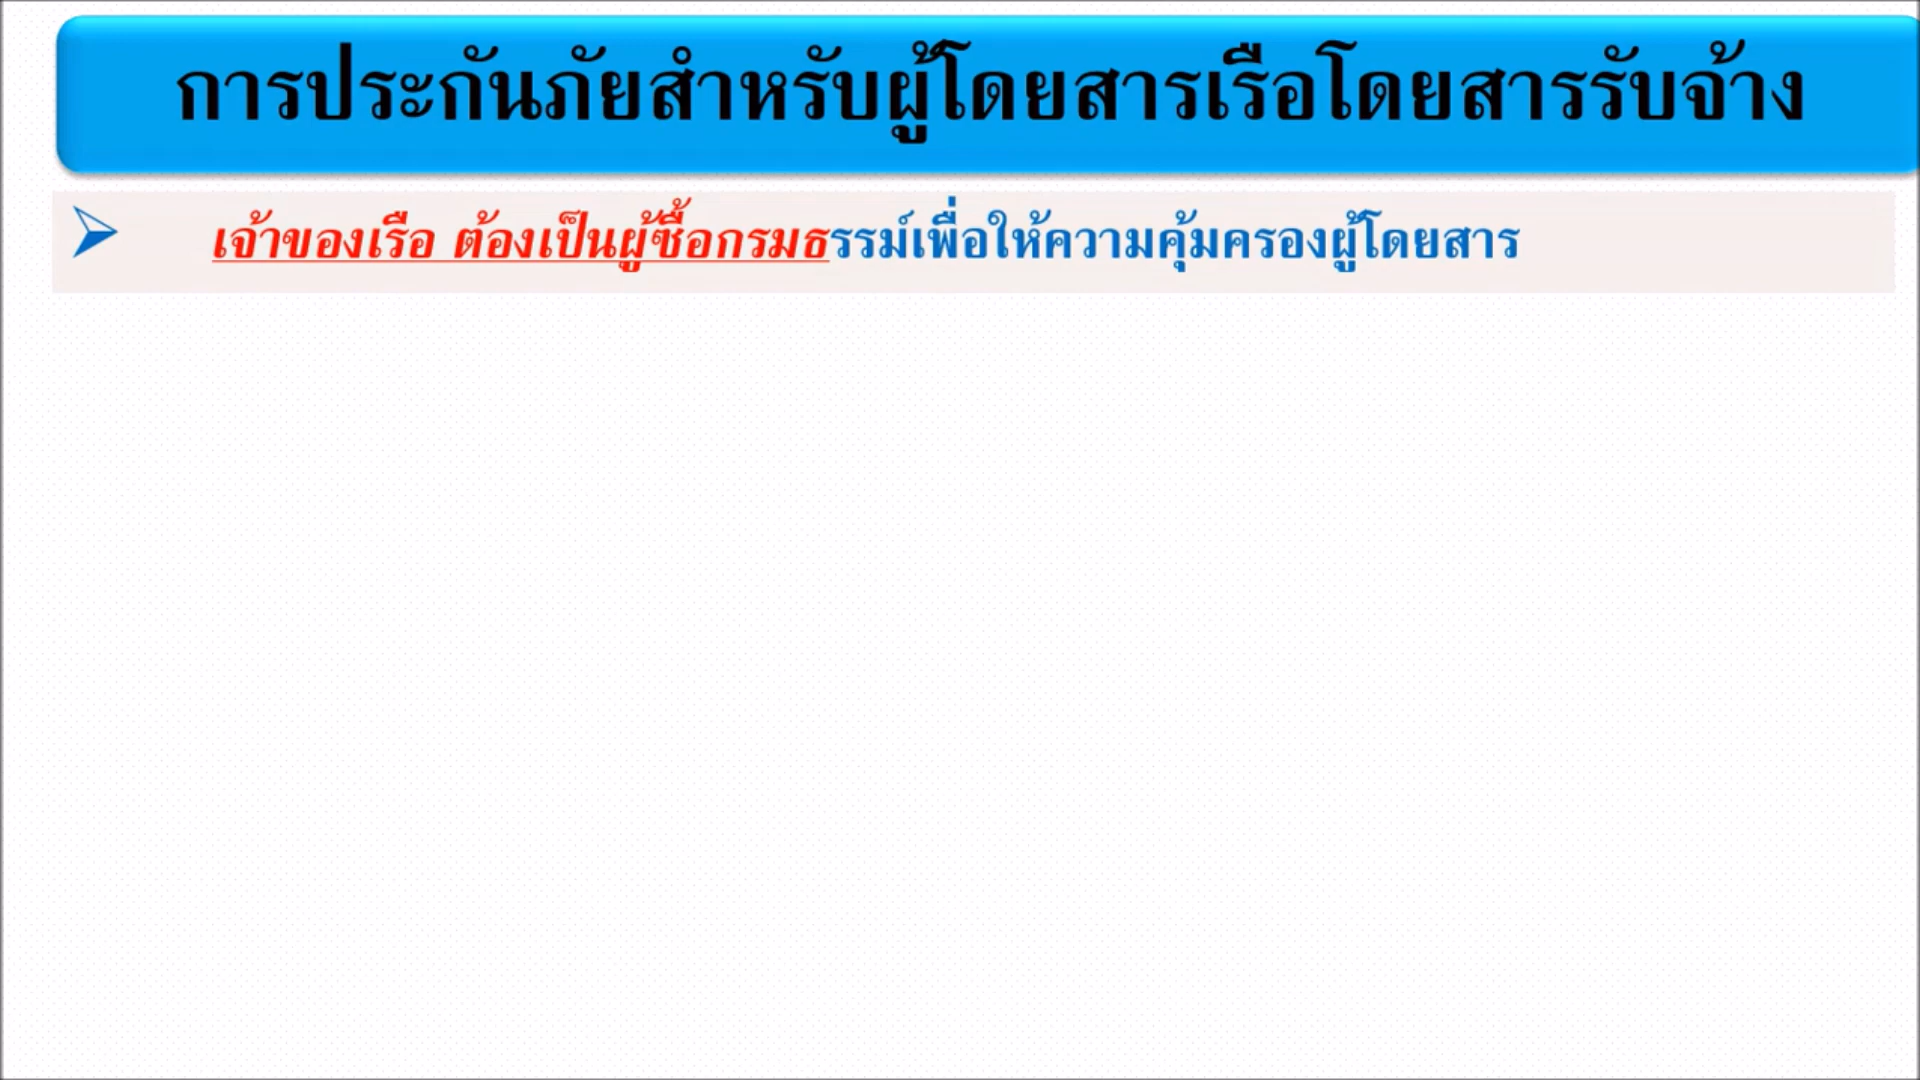 การประกันภัยสำหรับผู้โดยสารเรือโดยสารรับจ้าง
เจ้าของเรือ ต้องเป็นผู้ซื้อกรมธรรม์เพื่อให้ความคุ้มครองผู้โดยสาร